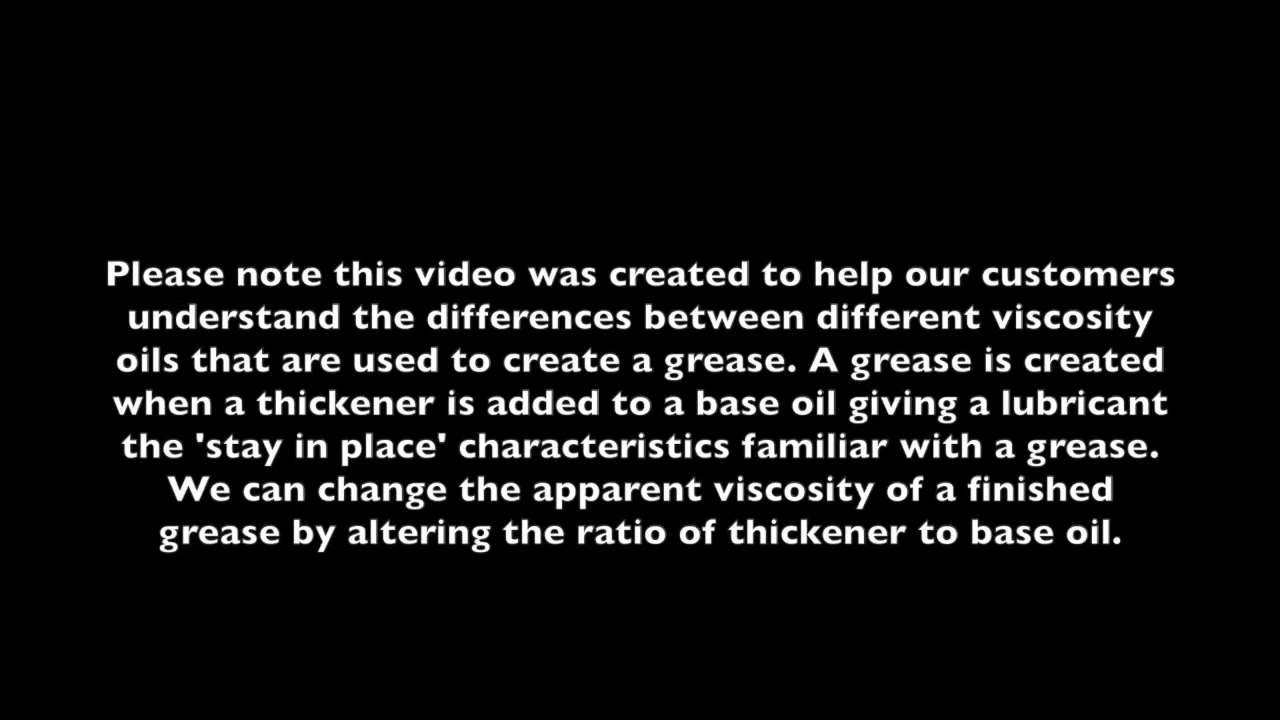 Please note this video was created to help our customers
understand the differences between different viscosity
oils that are used to create a grease. A grease is created
when a thickener is added to a base oil giving a lubricant
the 'stay in place' characteristics familiar with a grease.
We can change the apparent viscosity of a finished
grease by altering the ratio of thickener to base oil.